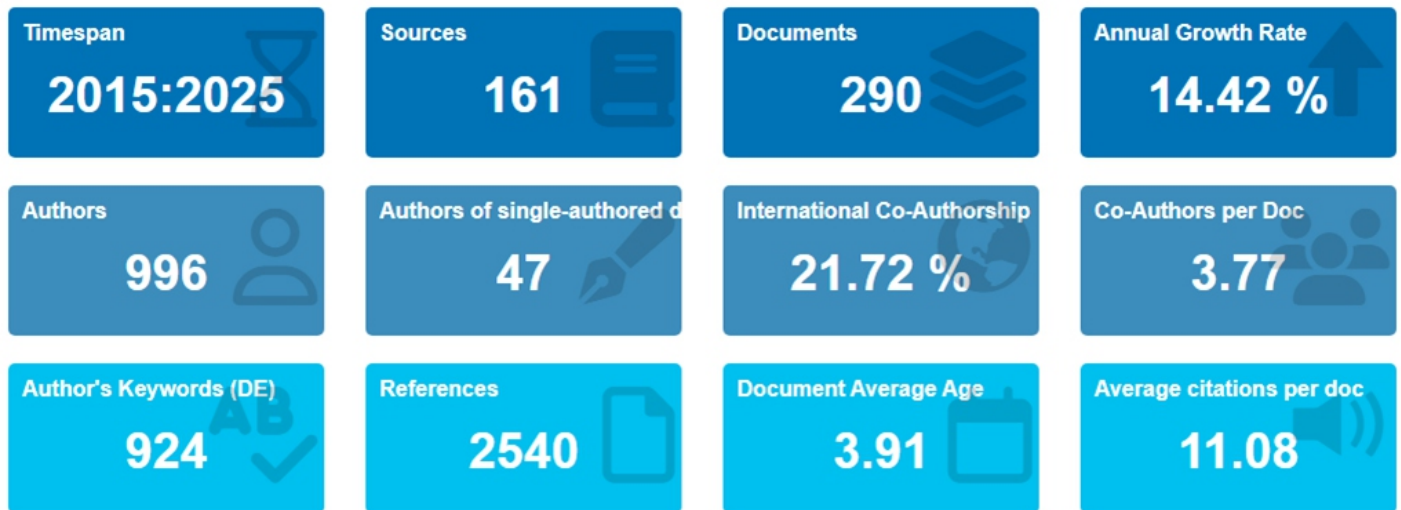 Timespan
2015:2025
Sources
161
Documents
290
Annual Growth Rate
14.42 %
Authors
996
Authors of single-authored d
47
International Co-Authorship
21.72 %
Co-Authors per Doc
3.77
Author's Keywords (DE)
924
AB
References
2540
Document Average Age
3.91
Average citations per doc
11.08